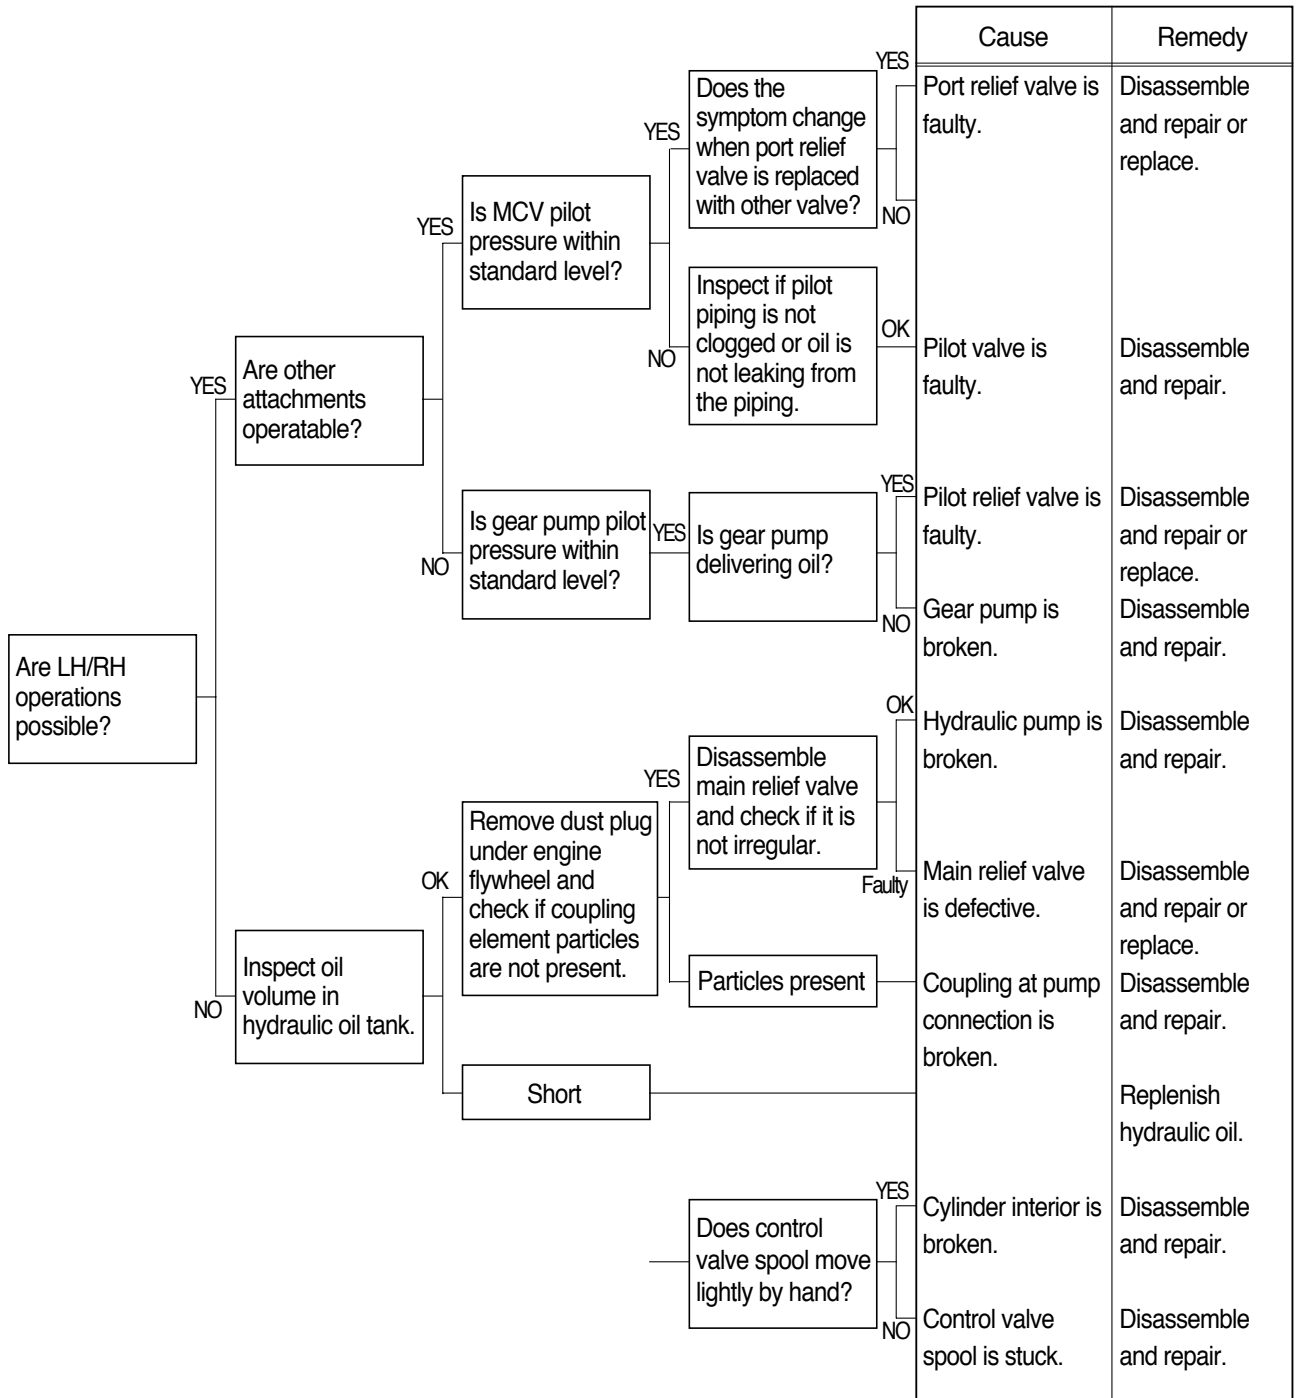 Cause
Remedy
Are LH/RH
operations
possible?
YES
Are other
attachments
operatable?
YES
Is MCV pilot
pressure within
standard level?
YES
Does the
symptom change
when port relief
valve is replaced
with other valve?
YES
Port relief valve is
faulty.
Disassemble
and repair or
replace.
NO
NO
Inspect if pilot
piping is not
clogged or oil is
not leaking from
the piping.
OK
Pilot valve is
faulty.
Disassemble
and repair.
NO
Is gear pump pilot
pressure within
standard level?
YES
Is gear pump
delivering oil?
YES
Pilot relief valve is
faulty.
Disassemble
and repair or
replace.
NO
Gear pump is
broken.
Disassemble
and repair.
NO
Inspect oil
volume in
hydraulic oil tank.
OK
Remove dust plug
under engine
flywheel and
check if coupling
element particles
are not present.
YES
Disassemble
main relief valve
and check if it is
not irregular.
OK
Hydraulic pump is
broken.
Disassemble
and repair.
Faulty
Main relief valve
is defective.
Disassemble
and repair or
replace.
Particles present
Coupling at pump
connection is
broken.
Disassemble
and repair.
Short
Replenish
hydraulic oil.
Does control
valve spool move
lightly by hand?
YES
Cylinder interior is
broken.
Disassemble
and repair.
NO
Control valve
spool is stuck.
Disassemble
and repair.